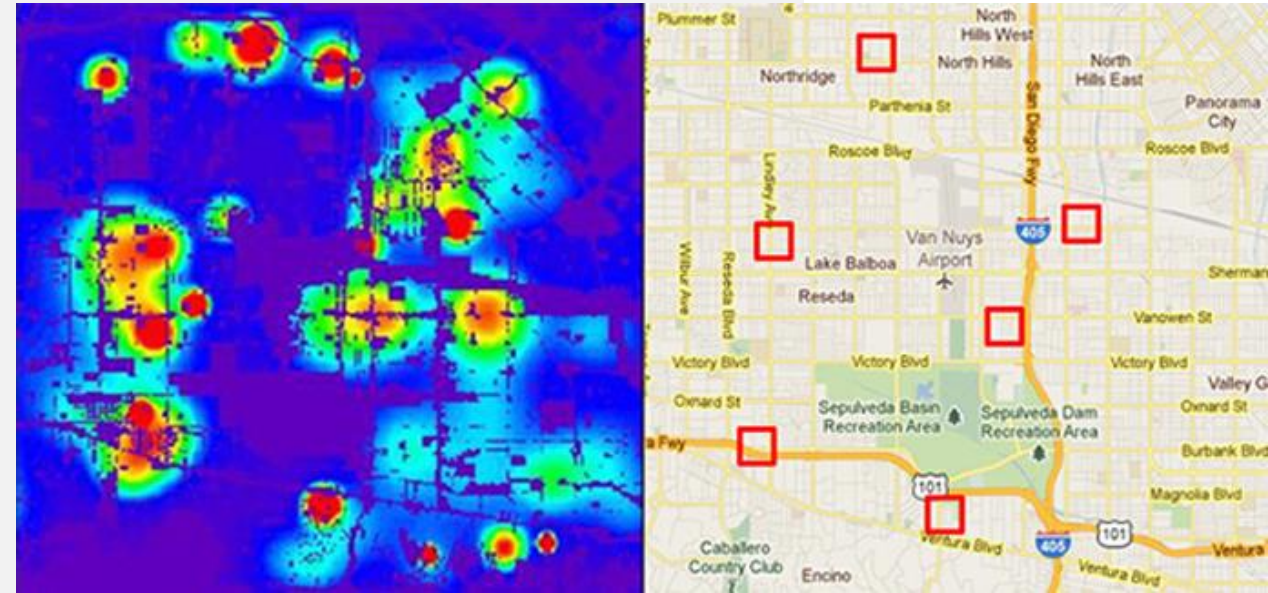 Plummer St
North
Hills West
Northridge
North Hills
North
Hills East
Parthenia St
Panorama
City
San Diego Fwy
Roscoe Blvd
Roscoe Blvd
Lindley Av
405
Van Nuys
Airport
Wilbur Ave
Reseda Blvd
Lake Balboa
Sherman
Reseda
Vanowen St
Victory Blvd
Victory Blvd
Victory Blvd
Valley G
Oxnard St
Oxnard St
Sepulveda Basin
Recreation Area
Sepulveda Dam
Recreation Area
a Fwy
Burbank Blvd
101
Magnolia Blvd
Ventura Blvd
405
101
Ventura
Caballero
Country Club
Encino
Ventura Blvd